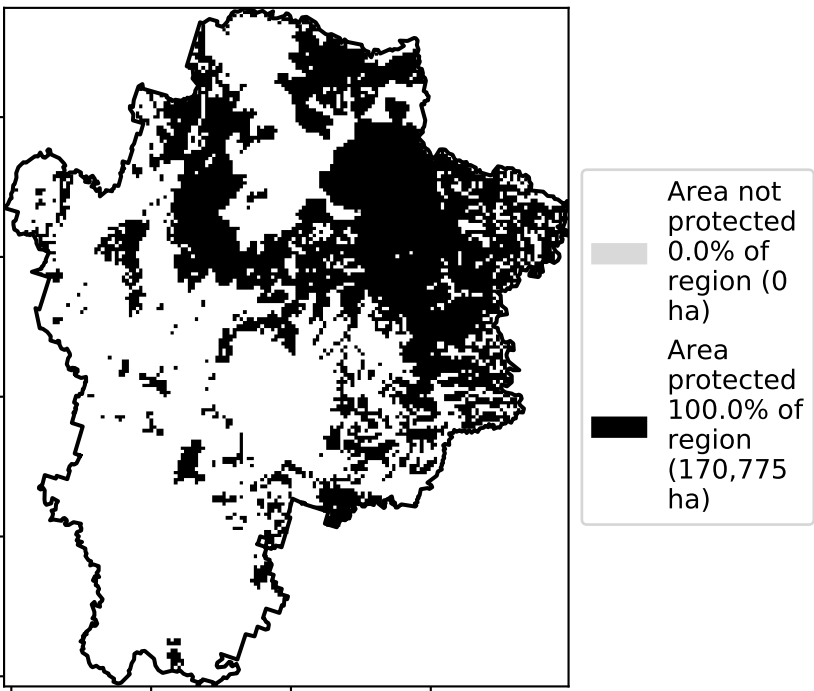 Area not
protected
0.0% of
region (0
ha)
Area
protected
100.0% of
region
(170,775
ha)